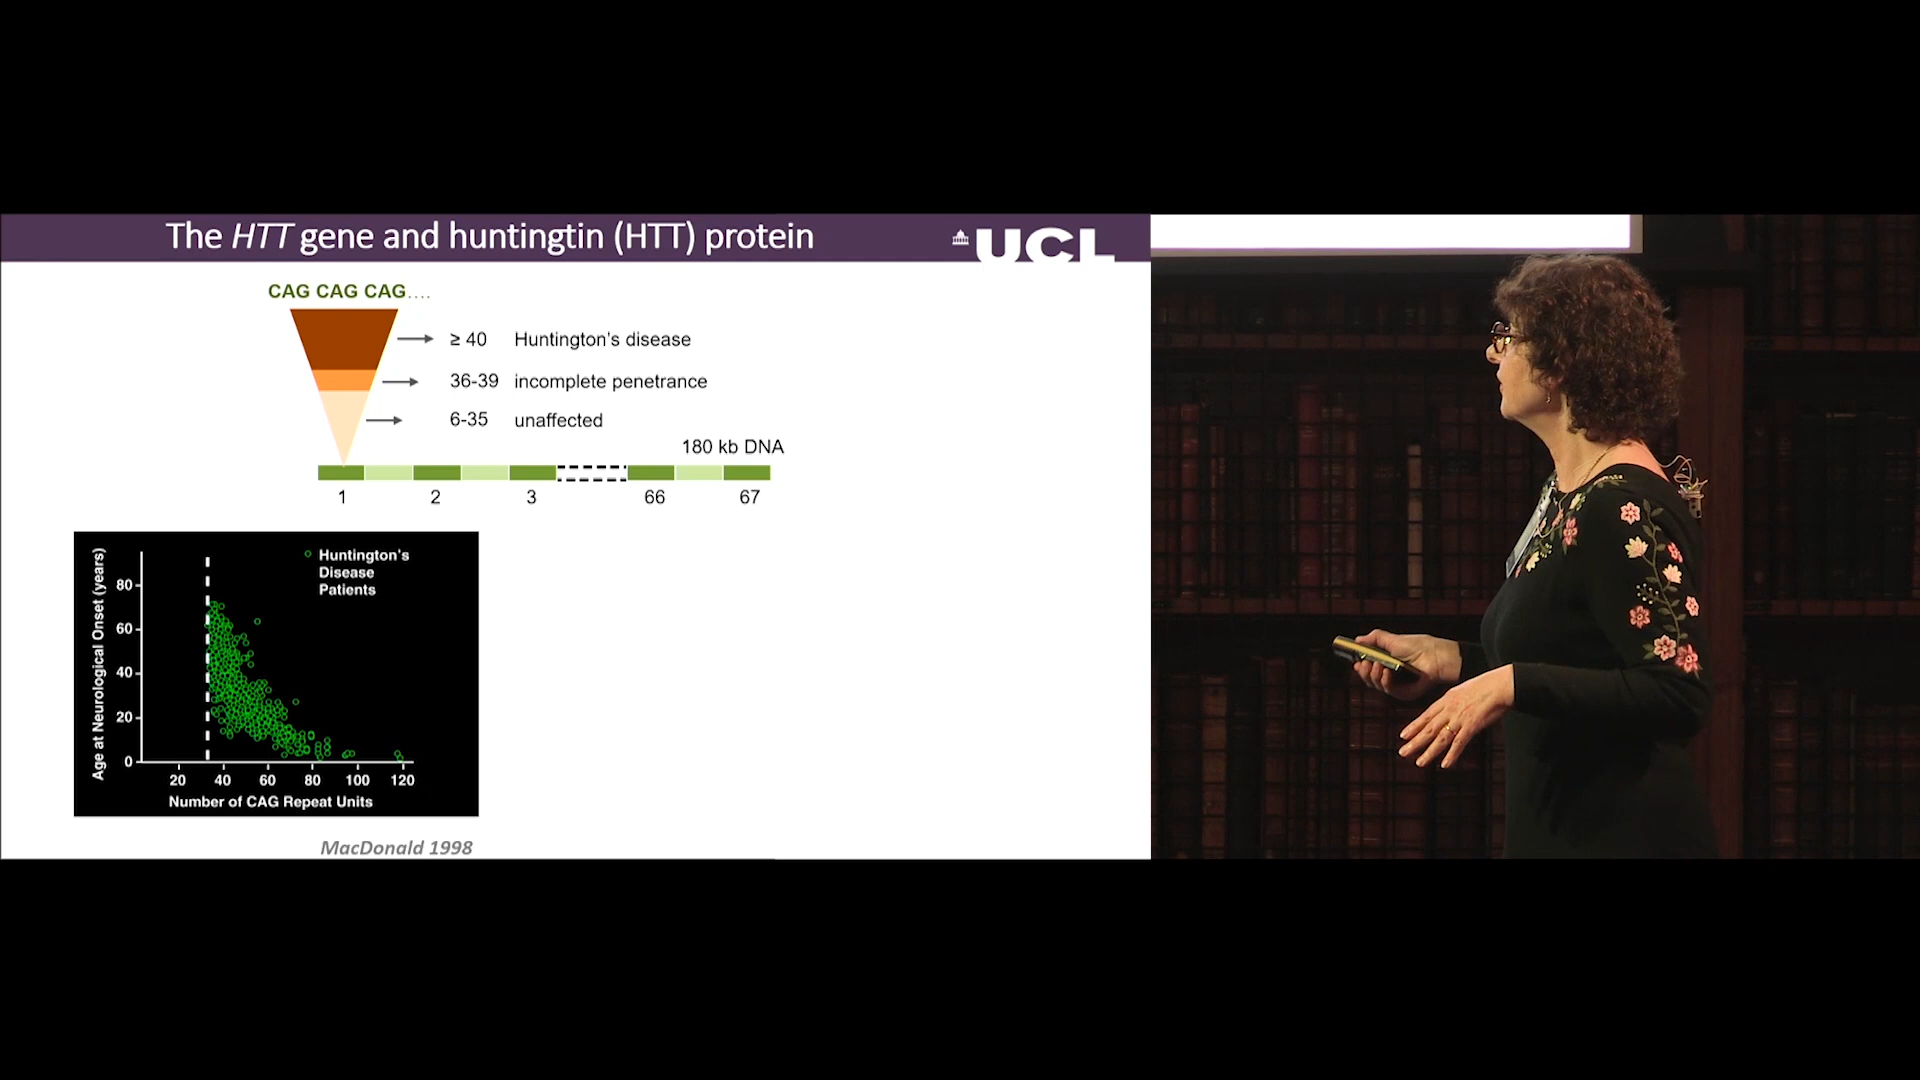 The HTT gene and huntingtin (HTT) protein
UCL
CAG CAG CAG....
≥ 40 Huntington's disease
36-39 incomplete penetrance
6-35 unaffected
180 kb DNA
1 2 3 66 67
Huntington's
Disease
Patients
Age at Neurological Onset (years)
80
60
40
20
0
20 40 60 80 100 120
Number of CAG Repeat Units
MacDonald 1998